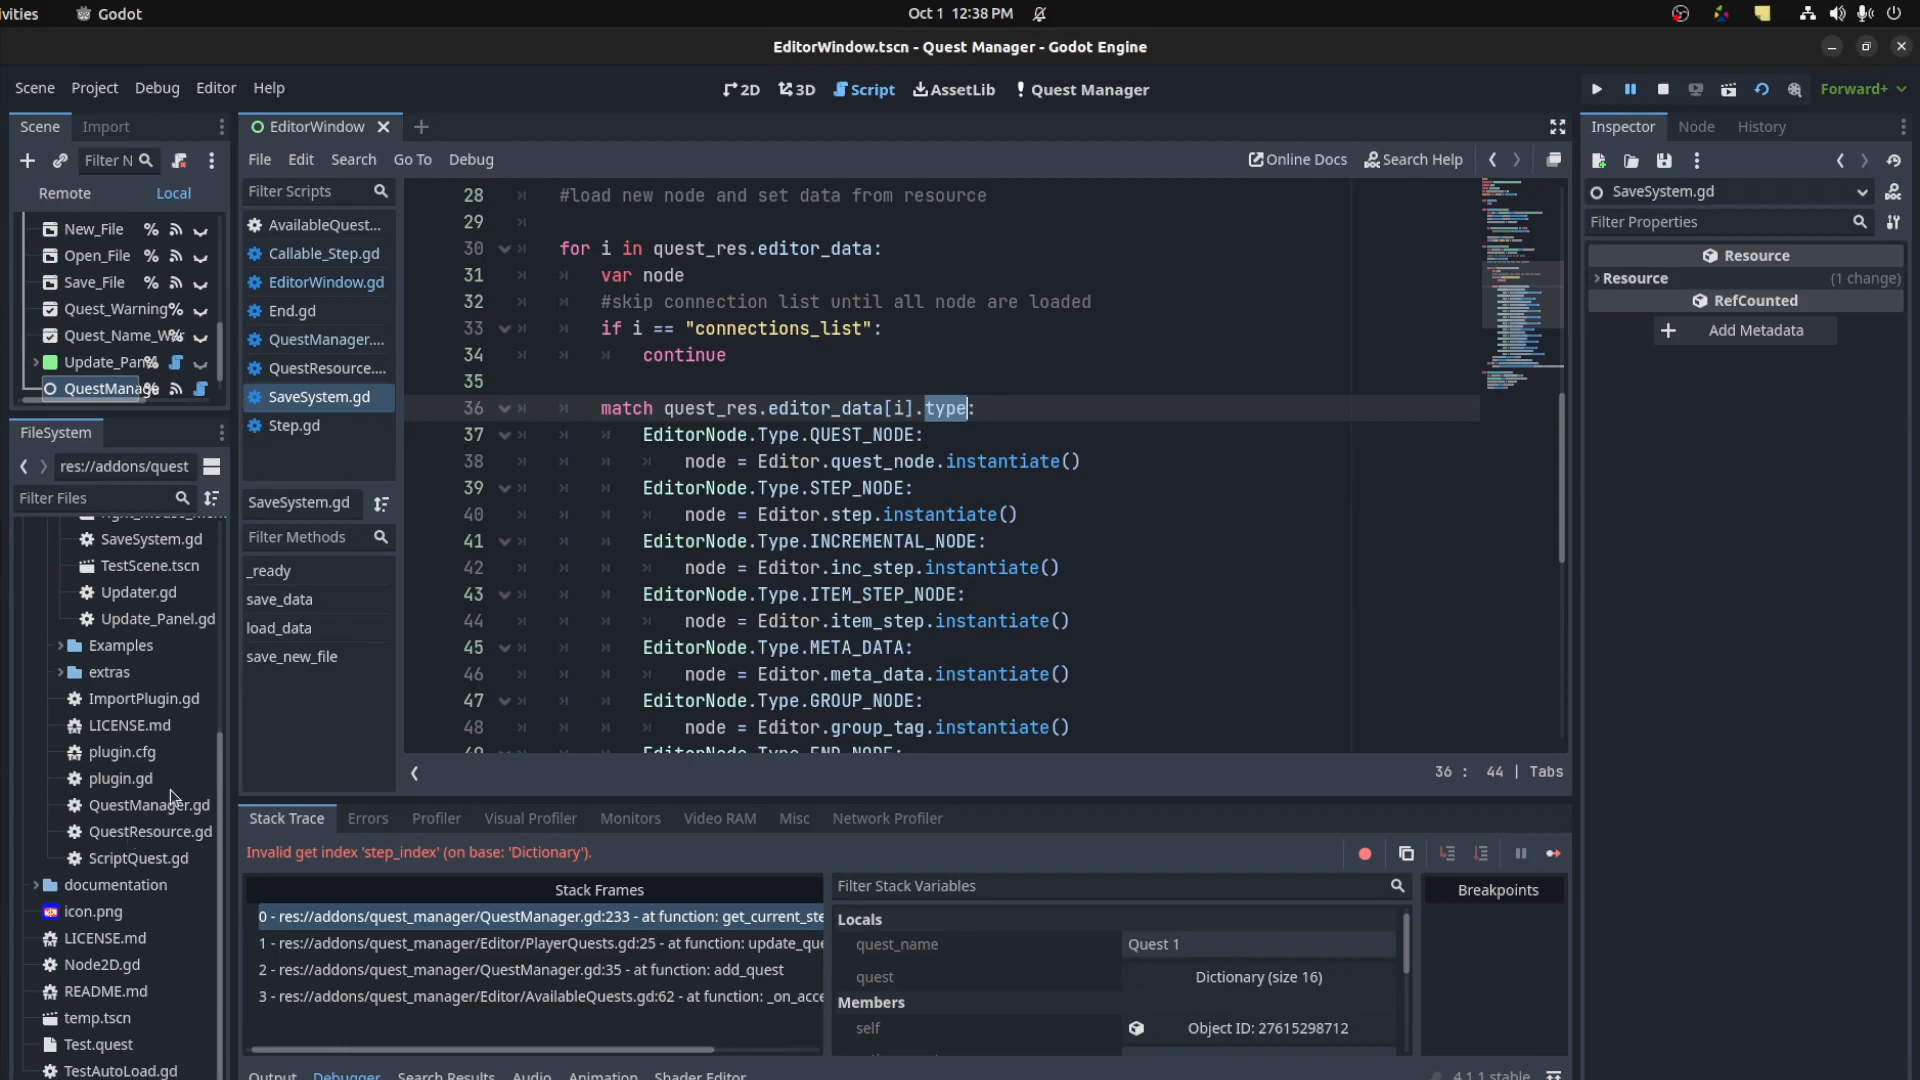 ivities
Godot
Oct 1 12:38 PM
EditorWindow.tscn - Quest Manager - Godot Engine
Scene Project Debug Editor Help
2D 3D Script AssetLib Quest Manager
Forward+
Scene Import
Filter N
Remote Local
New_File
Open_File
Save_File
Quest_Warning
Quest_Name_W
Update_Pan
QuestManage
FileSystem
res://addons/quest
Filter Files
SaveSystem.gd
TestScene.tscn
Updater.gd
Update_Panel.gd
Examples
extras
ImportPlugin.gd
LICENSE.md
plugin.cfg
plugin.gd
QuestManager.gd
QuestResource.gd
ScriptQuest.gd
documentation
icon.png
LICENSE.md
Node2D.gd
README.md
temp.tscn
Test.quest
TestAutoLoad.gd
EditorWindow
File Edit Search Go To Debug
Online Docs Search Help
Filter Scripts
AvailableQuest...
Callable_Step.gd
EditorWindow.gd
End.gd
QuestManager....
QuestResource....
SaveSystem.gd
Step.gd
SaveSystem.gd
Filter Methods
_ready
save_data
load_data
save_new_file
28 #load new node and set data from resource
29
30 for i in quest_res.editor_data:
31 var node
32 #skip connection list until all node are loaded
33 if i == "connections_list":
34 continue
35
36 match quest_res.editor_data[i].type:
37 EditorNode.Type.QUEST_NODE:
38 node = Editor.quest_node.instantiate()
39 EditorNode.Type.STEP_NODE:
40 node = Editor.step.instantiate()
41 EditorNode.Type.INCREMENTAL_NODE:
42 node = Editor.inc_step.instantiate()
43 EditorNode.Type.ITEM_STEP_NODE:
44 node = Editor.item_step.instantiate()
45 EditorNode.Type.META_DATA:
46 node = Editor.meta_data.instantiate()
47 EditorNode.Type.GROUP_NODE:
48 node = Editor.group_tag.instantiate()
49 EditorNode.Type.END_NODE:
36 : 44 | Tabs
Stack Trace Errors Profiler Visual Profiler Monitors Video RAM Misc Network Profiler
Invalid get index 'step_index' (on base: 'Dictionary').
Stack Frames
0 - res://addons/quest_manager/QuestManager.gd:233 - at function: get_current_ste
1 - res://addons/quest_manager/Editor/PlayerQuests.gd:25 - at function: update_que
2 - res://addons/quest_manager/QuestManager.gd:35 - at function: add_quest
3 - res://addons/quest_manager/Editor/AvailableQuests.gd:62 - at function: _on_acce
Filter Stack Variables
Locals
quest_name Quest 1
quest Dictionary (size 16)
Members
self Object ID: 27615298712
Breakpoints
Output Debugger Search Results Audio Animation Shader Editor
4.1.1.stable
Inspector Node History
SaveSystem.gd
Filter Properties
Resource
Resource (1 change)
RefCounted
Add Metadata